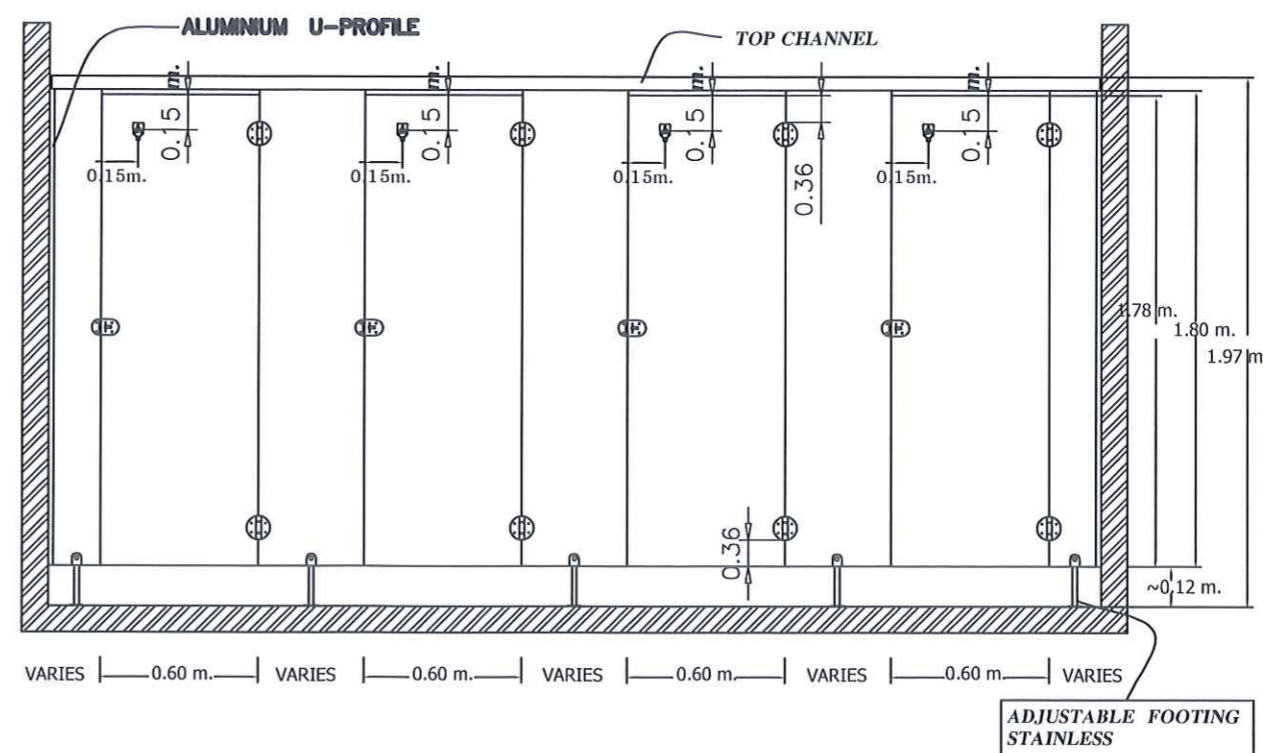 ALUMINIUM U-PROFILE
TOP CHANNEL
m.
m.
m.
m.
0.15
0.15
0.15
0.15
0.15m.
0.15m.
0.15m.
0.15m.
0.36
1.78 m.
1.80 m.
1.97 m
0.36
~0,12 m.
VARIES
0.60 m.
VARIES
0.60 m.
VARIES
0.60 m.
VARIES
0.60 m.
VARIES
ADJUSTABLE FOOTING
STAINLESS